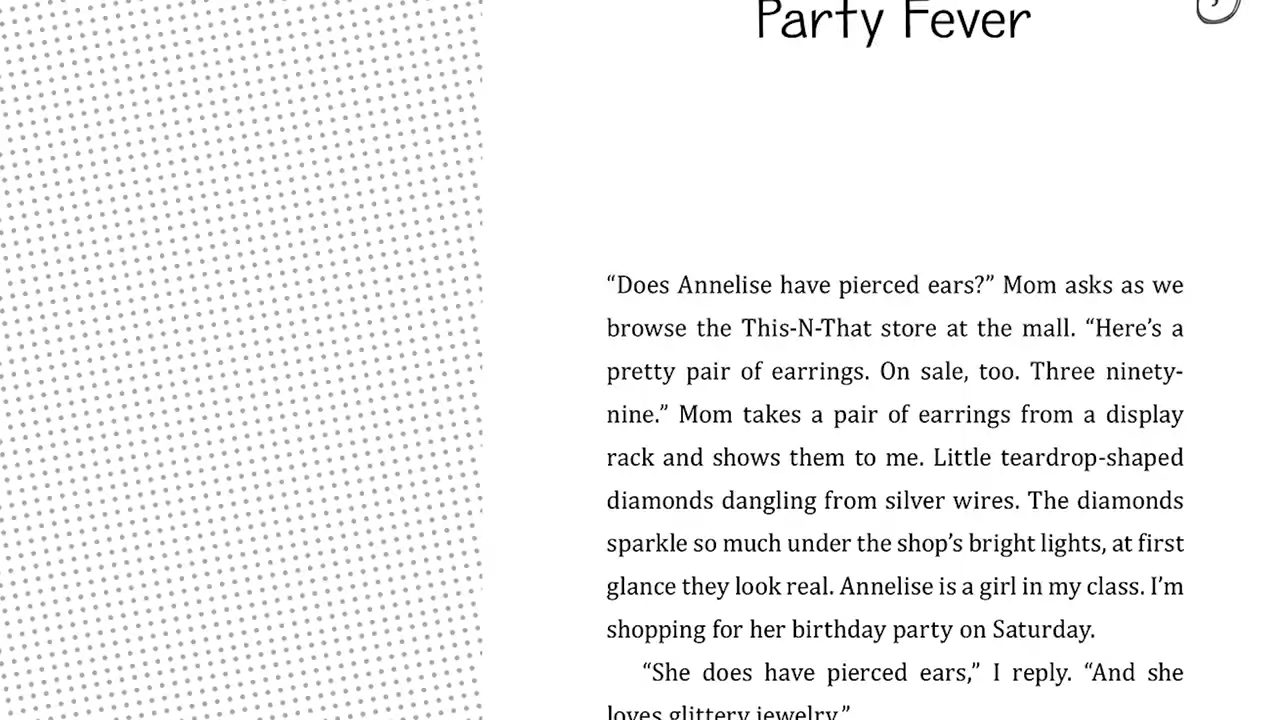 Party Fever
“Does Annelise have pierced ears?” Mom asks as we
browse the This-N-That store at the mall. “Here’s a
pretty pair of earrings. On sale, too. Three ninety-
nine.” Mom takes a pair of earrings from a display
rack and shows them to me. Little teardrop-shaped
diamonds dangling from silver wires. The diamonds
sparkle so much under the shop’s bright lights, at first
glance they look real. Annelise is a girl in my class. I’m
shopping for her birthday party on Saturday.
“She does have pierced ears,” I reply. “And she
loves glittery jewelry.”